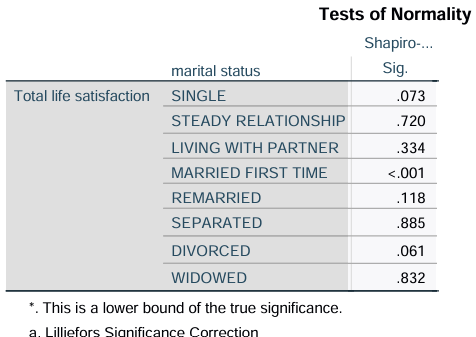 Tests of Normality
Shapiro-...
marital status Sig.
Total life satisfaction SINGLE .073
STEADY RELATIONSHIP .720
LIVING WITH PARTNER .334
MARRIED FIRST TIME <.001
REMARRIED .118
SEPARATED .885
DIVORCED .061
WIDOWED .832
*. This is a lower bound of the true significance.
a. Lilliefors Significance Correction